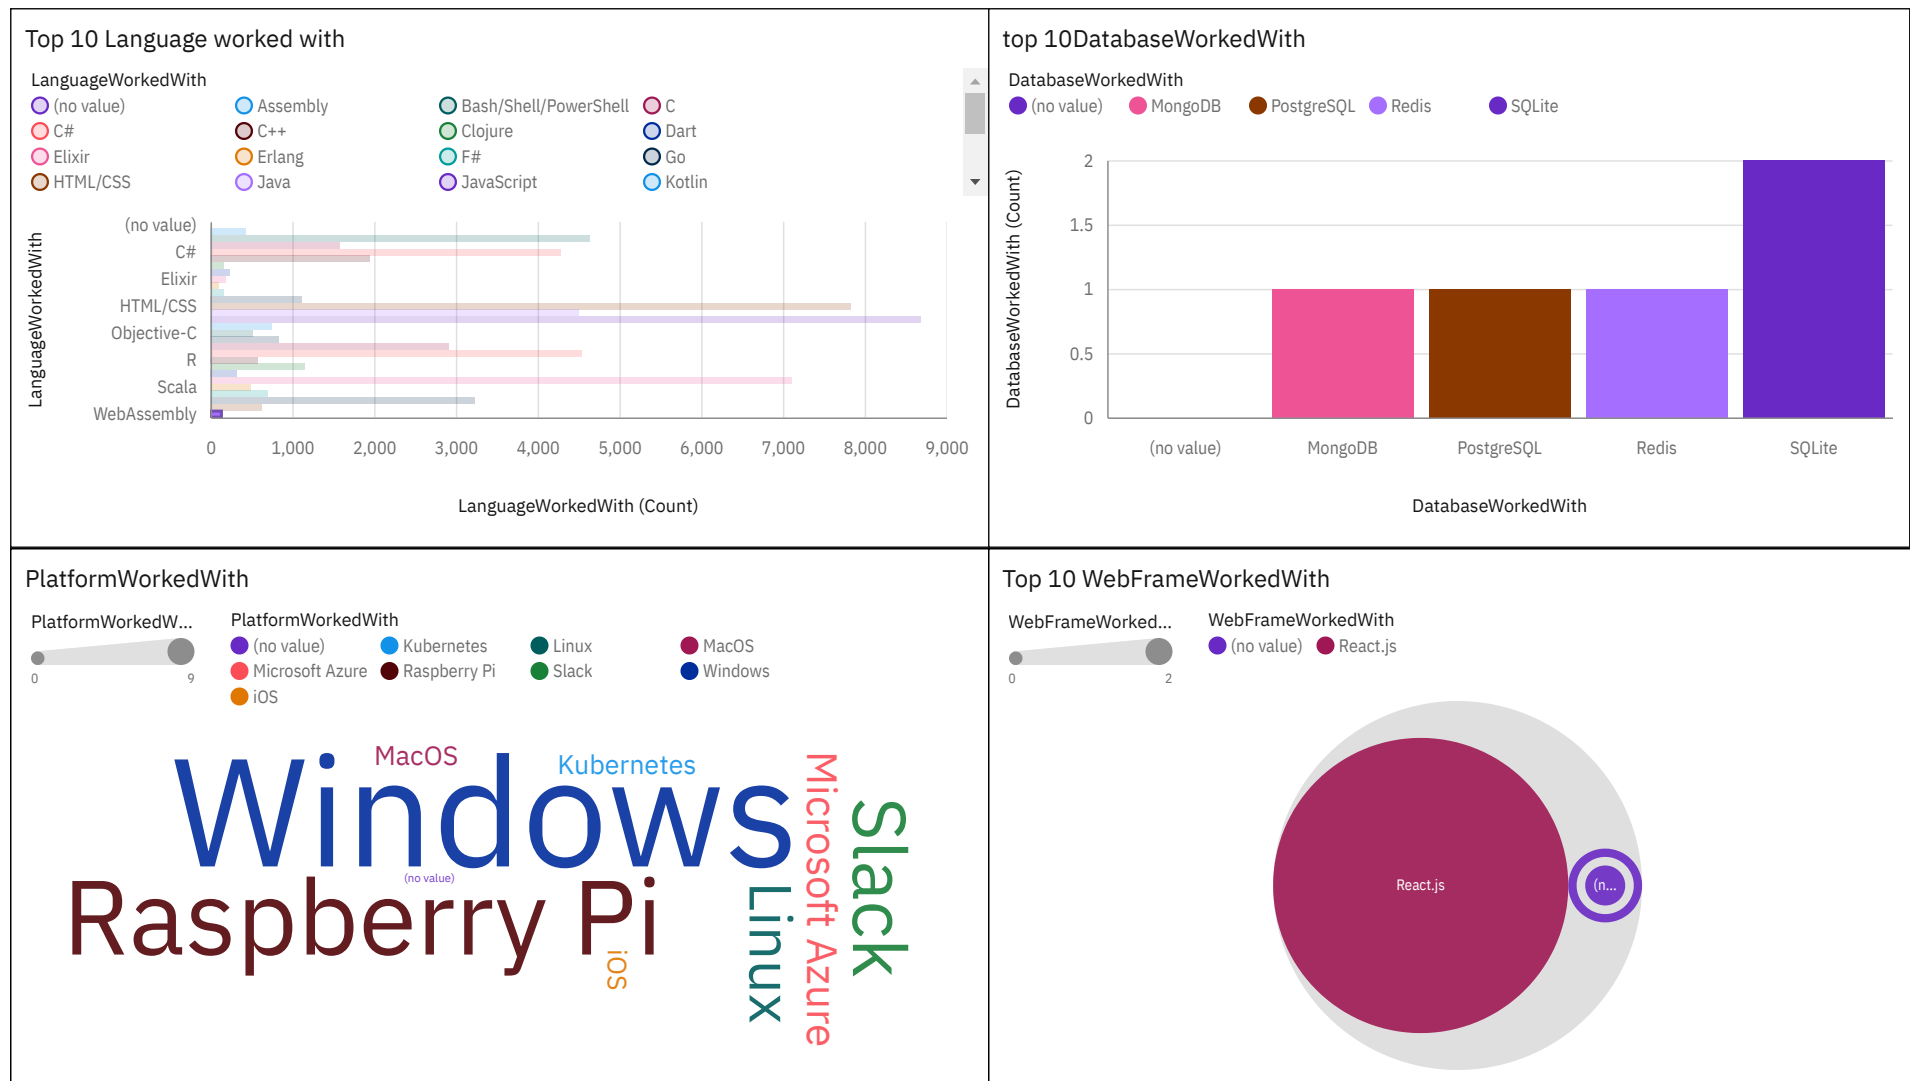 Top 10 Language worked with
LanguageWorkedWith
(no value) Assembly Bash/Shell/PowerShell C
C# C++ Clojure Dart
Elixir Erlang F# Go
HTML/CSS Java JavaScript Kotlin
LanguageWorkedWith
(no value)
C#
Elixir
HTML/CSS
Objective-C
R
Scala
WebAssembly
0 1,000 2,000 3,000 4,000 5,000 6,000 7,000 8,000 9,000
LanguageWorkedWith (Count)
top 10DatabaseWorkedWith
DatabaseWorkedWith
(no value) MongoDB PostgreSQL Redis SQLite
DatabaseWorkedWith (Count)
2
1.5
1
0.5
0
(no value) MongoDB PostgreSQL Redis SQLite
DatabaseWorkedWith
PlatformWorkedWith
PlatformWorkedW...
0 9
PlatformWorkedWith
(no value) Kubernetes Linux MacOS
Microsoft Azure Raspberry Pi Slack Windows
iOS
MacOS
Kubernetes
Windows
(no value)
Raspberry Pi
iOS
Linux
Microsoft Azure
Slack
Top 10 WebFrameWorkedWith
WebFrameWorked...
0 2
WebFrameWorkedWith
(no value) React.js
React.js
(n...